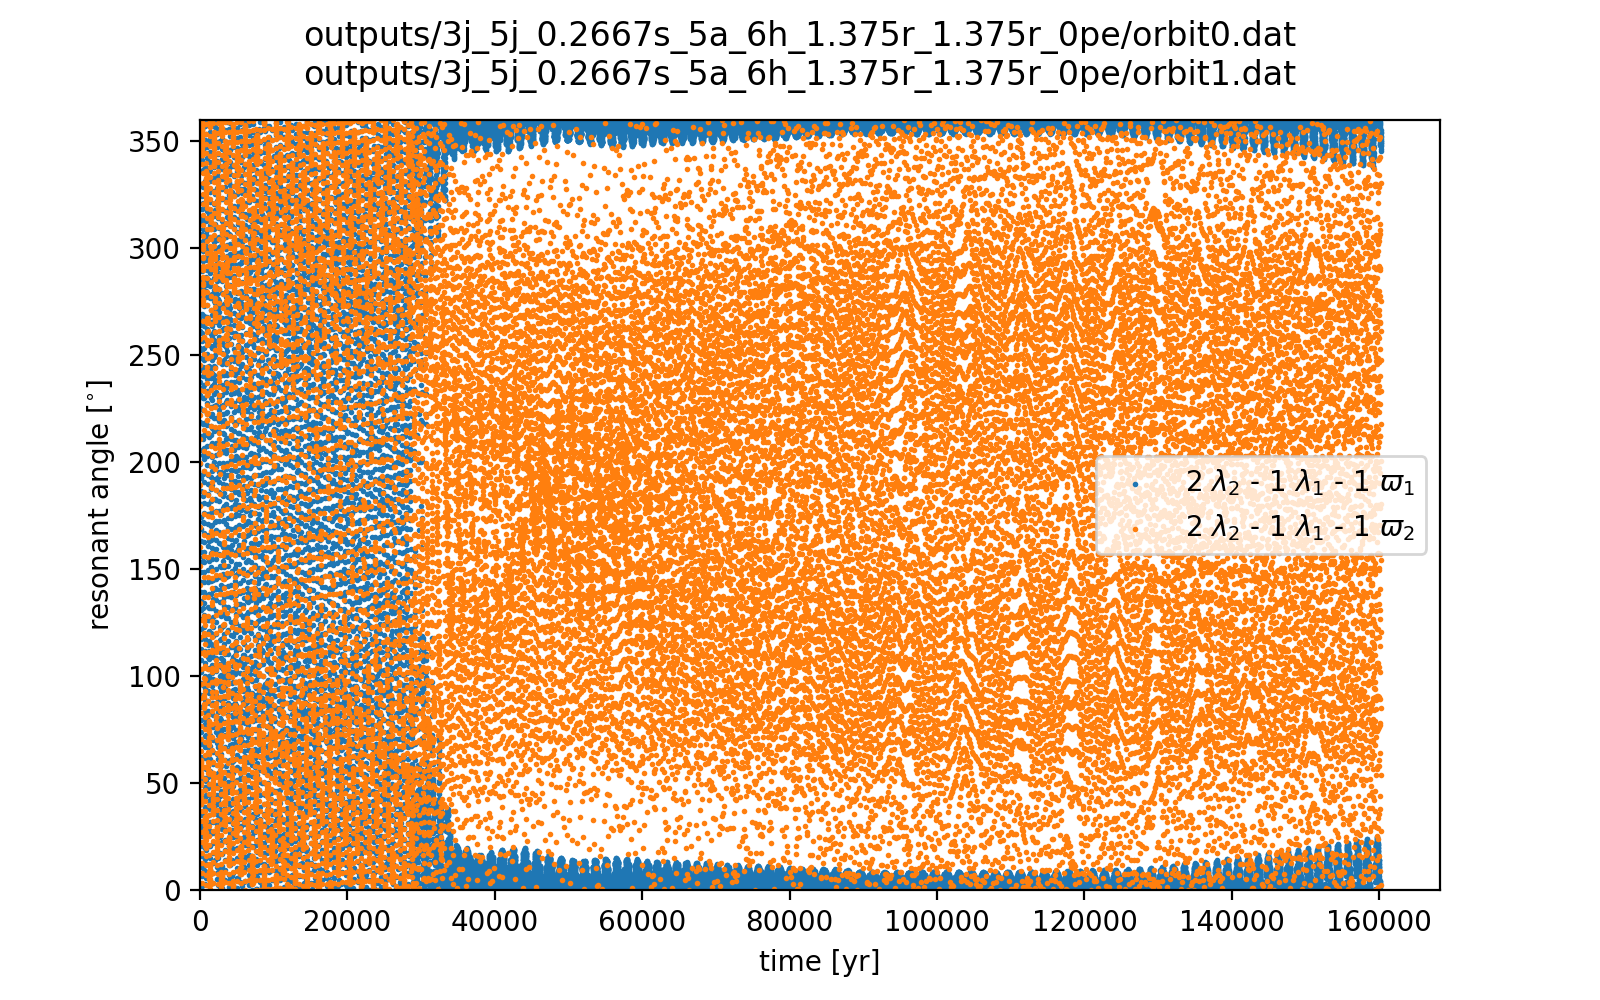 outputs/3j_5j_0.2667s_5a_6h_1.375r_1.375r_0pe/orbit0.dat
outputs/3j_5j_0.2667s_5a_6h_1.375r_1.375r_0pe/orbit1.dat
350
300
250
200
150
100
50
0
resonant angle [°]
2 λ₂ - 1 λ₁ - 1 ϖ₁
2 λ₂ - 1 λ₁ - 1 ϖ₂
0 20000 40000 60000 80000 100000 120000 140000 160000
time [yr]